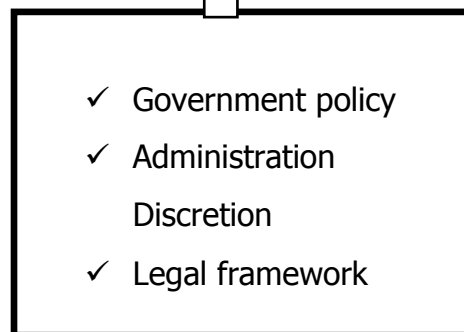 ✓ Government policy
✓ Administration
Discretion
✓ Legal framework